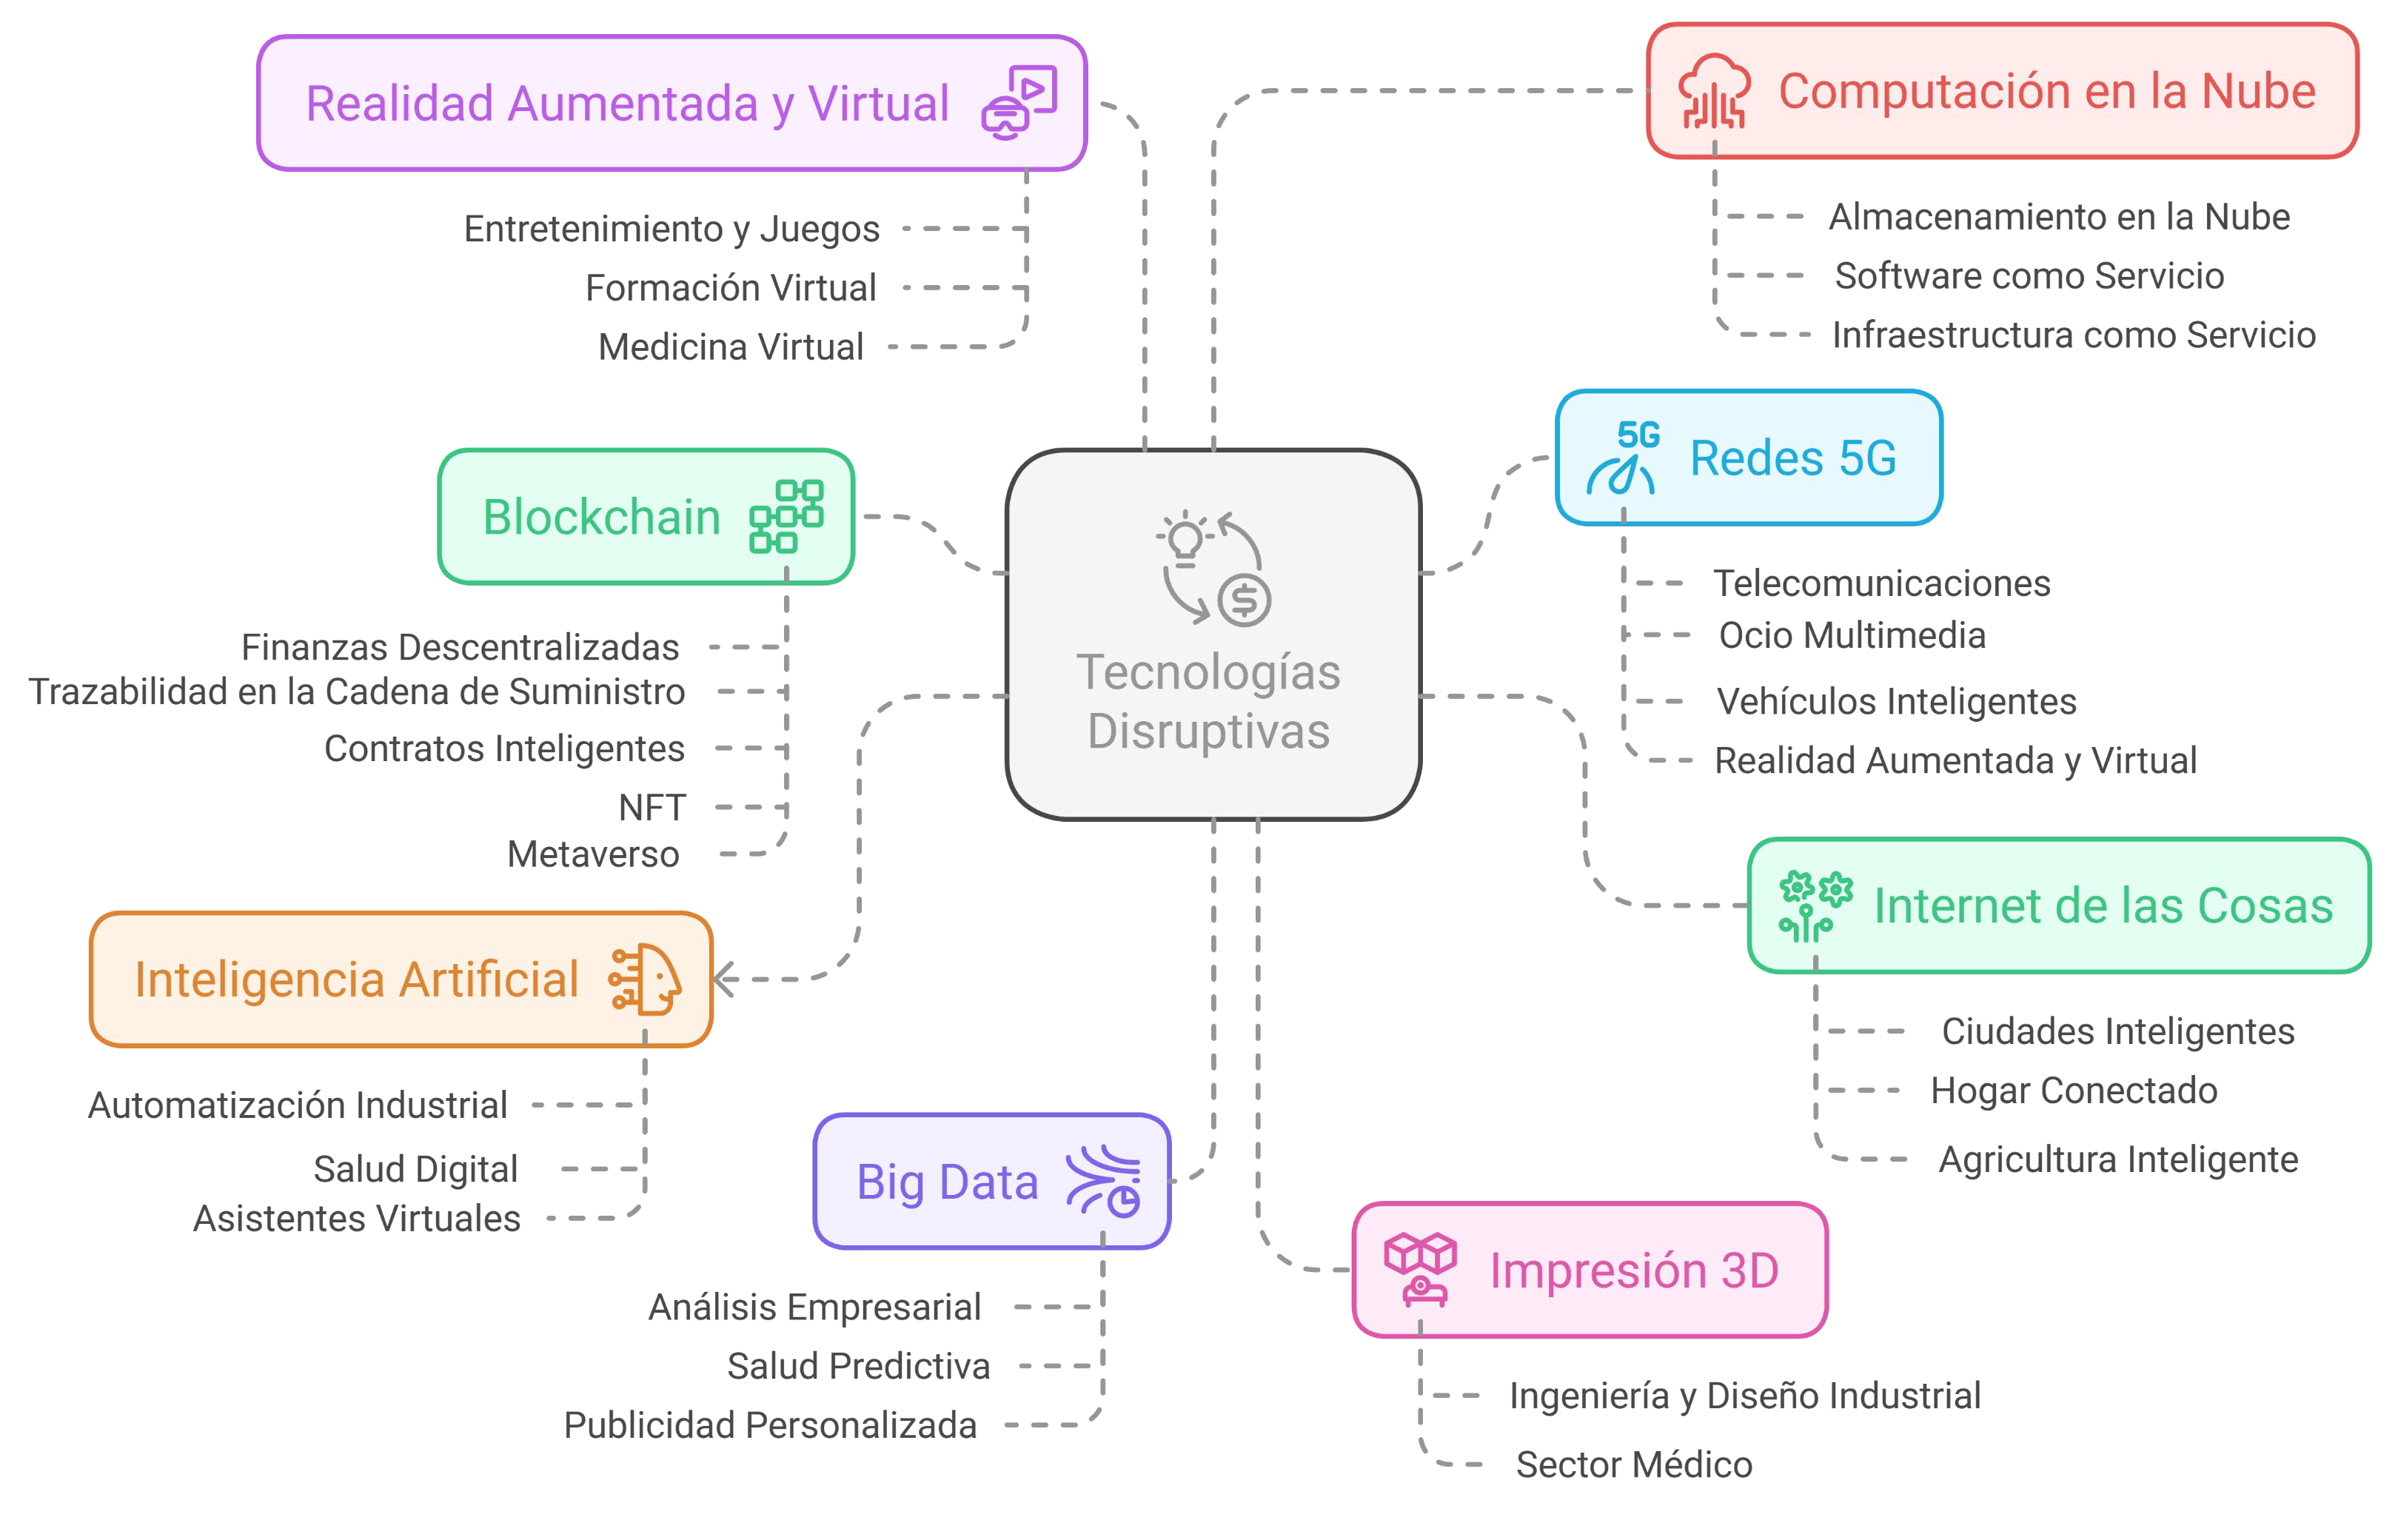 Realidad Aumentada y Virtual
Entretenimiento y Juegos
Formación Virtual
Medicina Virtual
Computación en la Nube
Almacenamiento en la Nube
Software como Servicio
Infraestructura como Servicio
Blockchain
Finanzas Descentralizadas
Trazabilidad en la Cadena de Suministro
Contratos Inteligentes
NFT
Metaverso
Tecnologías
Disruptivas
5G
Redes 5G
Telecomunicaciones
Ocio Multimedia
Vehículos Inteligentes
Realidad Aumentada y Virtual
Inteligencia Artificial
Automatización Industrial
Salud Digital
Asistentes Virtuales
Internet de las Cosas
Ciudades Inteligentes
Hogar Conectado
Agricultura Inteligente
Big Data
Análisis Empresarial
Salud Predictiva
Publicidad Personalizada
Impresión 3D
Ingeniería y Diseño Industrial
Sector Médico